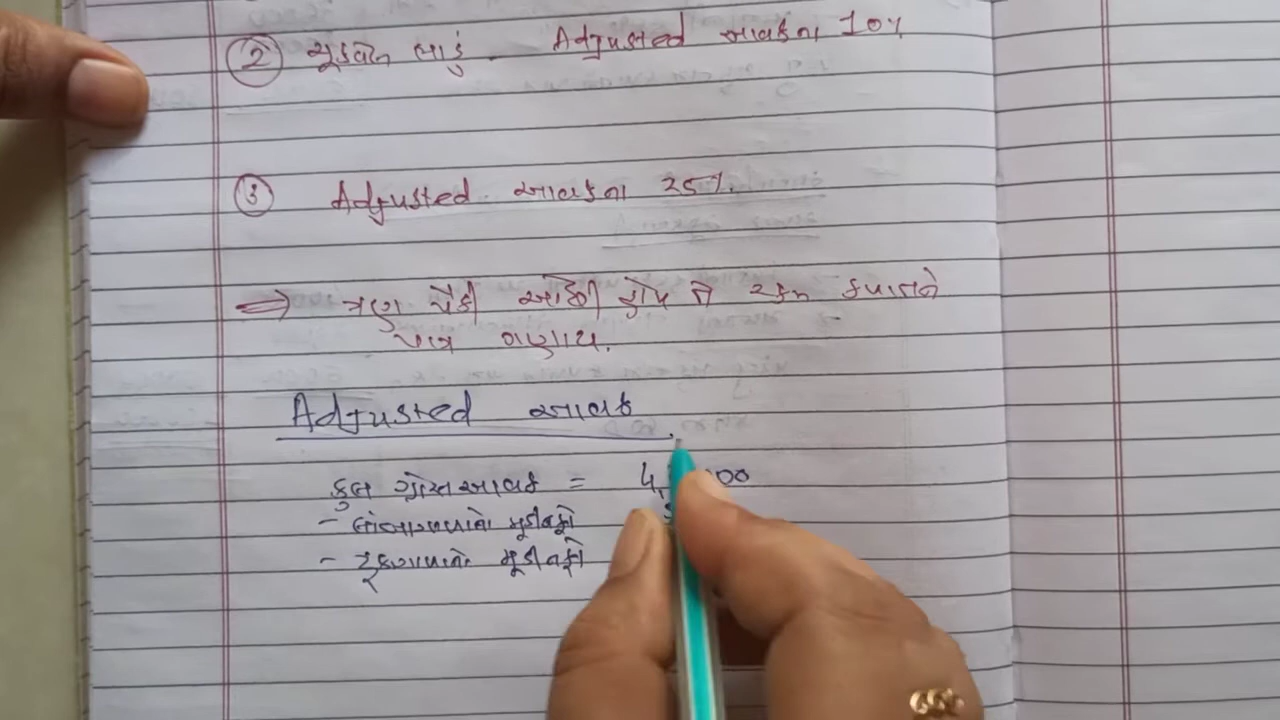 ② ચૂકવેલ ભાડું - Adjusted આવકના 10%
③ Adjusted આવકના 25%.
⇒ ત્રણ પૈકી ઓછી હોય તે રકમ કપાતને
પાત્ર ગણાય.
Adjusted આવક
કુલ ગ્રોસ આવક =
- લાંબાગાળાનો મૂડીનફો
- ટૂંકાગાળાનો મૂડીનફો